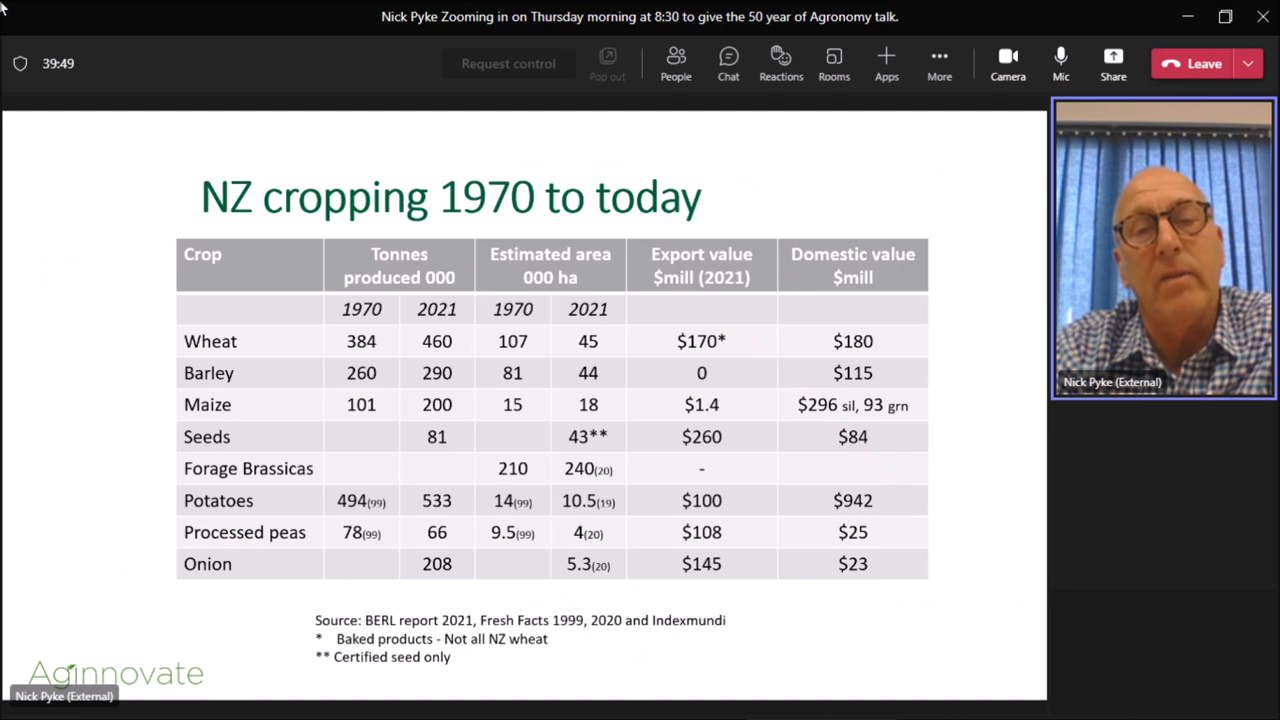 Nick Pyke Zooming in on Thursday morning at 8:30 to give the 50 year of Agronomy talk.
39:49
Request control
Pop out
People
Chat
Reactions
Rooms
Apps
More
Camera
Mic
Share
Leave
NZ cropping 1970 to today
Crop Tonnes produced 000 Estimated area 000 ha Export value $mill (2021) Domestic value $mill
1970 2021 1970 2021
Wheat 384 460 107 45 $170* $180
Barley 260 290 81 44 0 $115
Maize 101 200 15 18 $1.4 $296 sil, 93 grn
Seeds 81 43** $260 $84
Forage Brassicas 210 240(20) -
Potatoes 494(99) 533 14(99) 10.5(19) $100 $942
Processed peas 78(99) 66 9.5(99) 4(20) $108 $25
Onion 208 5.3(20) $145 $23
Source: BERL report 2021, Fresh Facts 1999, 2020 and Indexmundi
* Baked products - Not all NZ wheat
** Certified seed only
Aginnovate
Nick Pyke (External)
Nick Pyke (External)